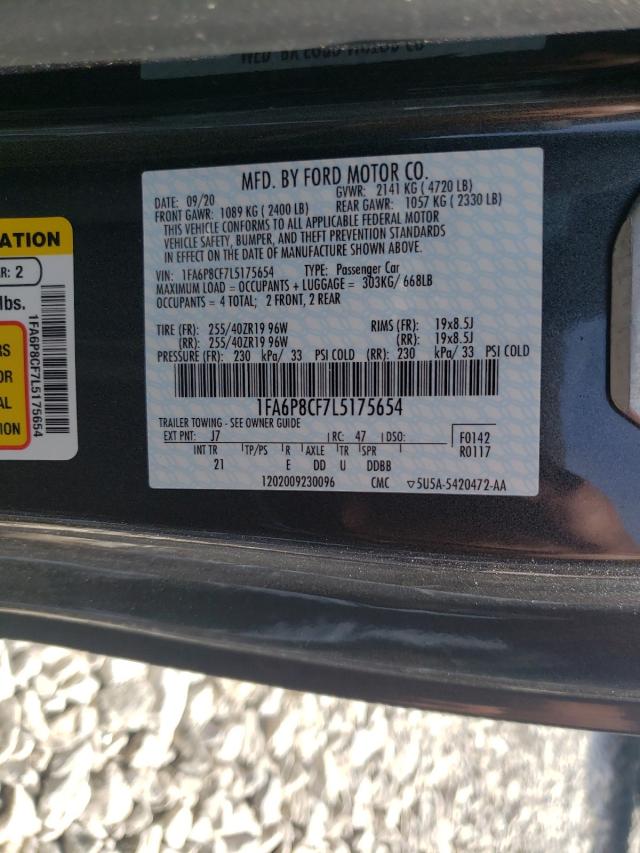 MFD. BY FORD MOTOR CO.
DATE: 09/20 GVWR: 2141 KG ( 4720 LB)
FRONT GAWR: 1089 KG ( 2400 LB) REAR GAWR: 1057 KG ( 2330 LB)
THIS VEHICLE CONFORMS TO ALL APPLICABLE FEDERAL MOTOR
VEHICLE SAFETY, BUMPER, AND THEFT PREVENTION STANDARDS
IN EFFECT ON THE DATE OF MANUFACTURE SHOWN ABOVE.
VIN: 1FA6P8CF7L5175654 TYPE: Passenger Car
MAXIMUM LOAD = OCCUPANTS + LUGGAGE = 303KG/ 668LB
OCCUPANTS = 4 TOTAL; 2 FRONT, 2 REAR
TIRE (FR): 255/40ZR19 96W RIMS (FR): 19x8.5J
(RR): 255/40ZR19 96W (RR): 19x8.5J
PRESSURE (FR): 230 kPa/ 33 PSI COLD (RR): 230 kPa/ 33 PSI COLD
1FA6P8CF7L5175654
TRAILER TOWING - SEE OWNER GUIDE
EXT PNT: J7 RC: 47 DSO: F0142
INT TR TP/PS R AXLE TR SPR R0117
21 E DD U DDBB
1202009230096 CMC ▽5U5A-5420472-AA
ATION
R: 2
lbs.
RS
AL
TION
1FA6P8CF7L5175654